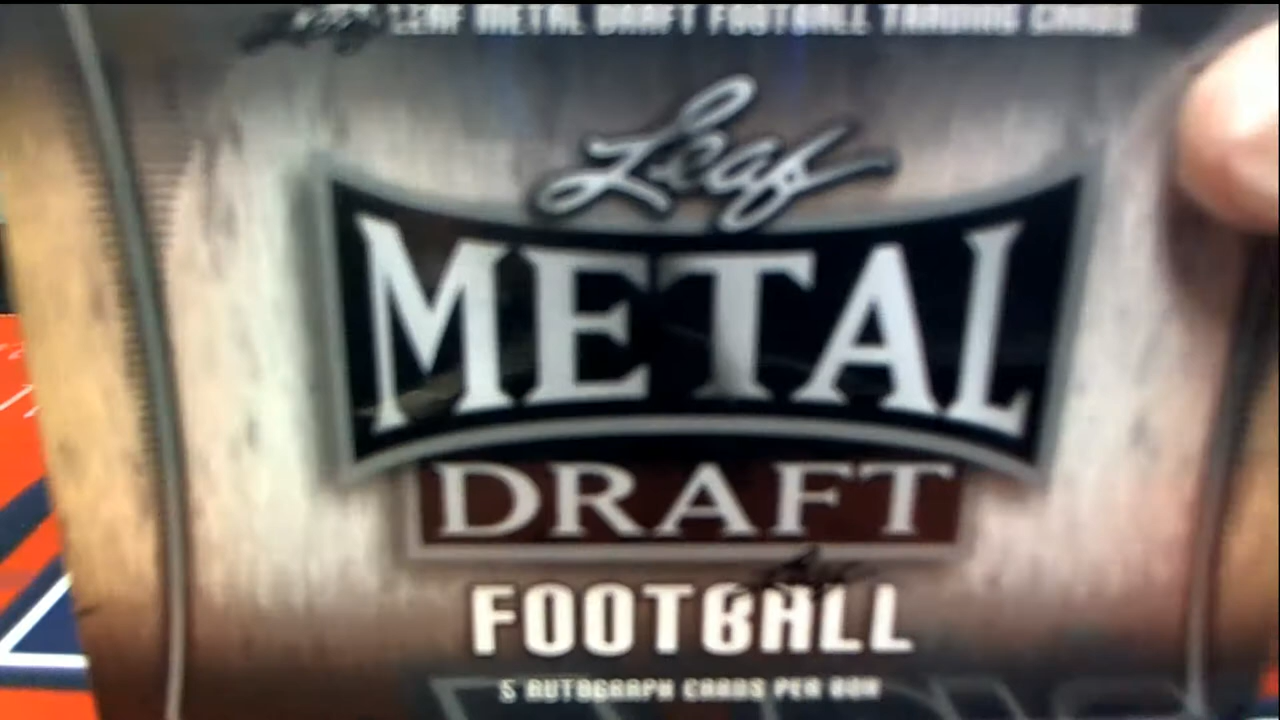 LEAF METAL DRAFT FOOTBALL TRADING CARDS
Leaf
METAL
DRAFT
FOOTBALL
5 AUTOGRAPH CARDS PER BOX